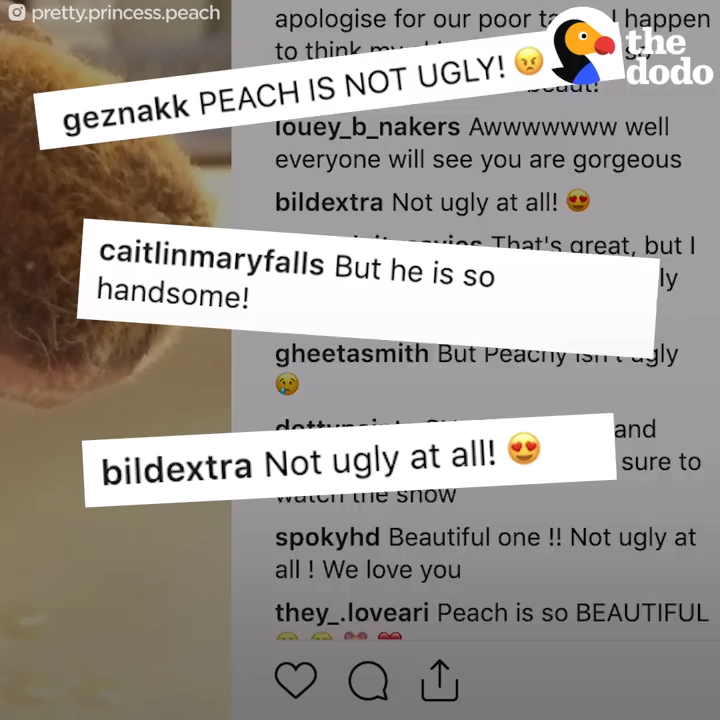 pretty.princess.peach
the
dodo
apologise for our poor I happen
to think
geznakk PEACH IS NOT UGLY! 😠
louey_b_nakers Awwwwwww well
everyone will see you are gorgeous
bildextra Not ugly at all! 😍
That's great, but I
caitlinmaryfalls But he is so
handsome!
gheetasmith But Peachy isn't ugly
😢
and
bildextra Not ugly at all! 😍
sure to
watch the show
spokyhd Beautiful one !! Not ugly at
all ! We love you
they_.loveari Peach is so BEAUTIFUL